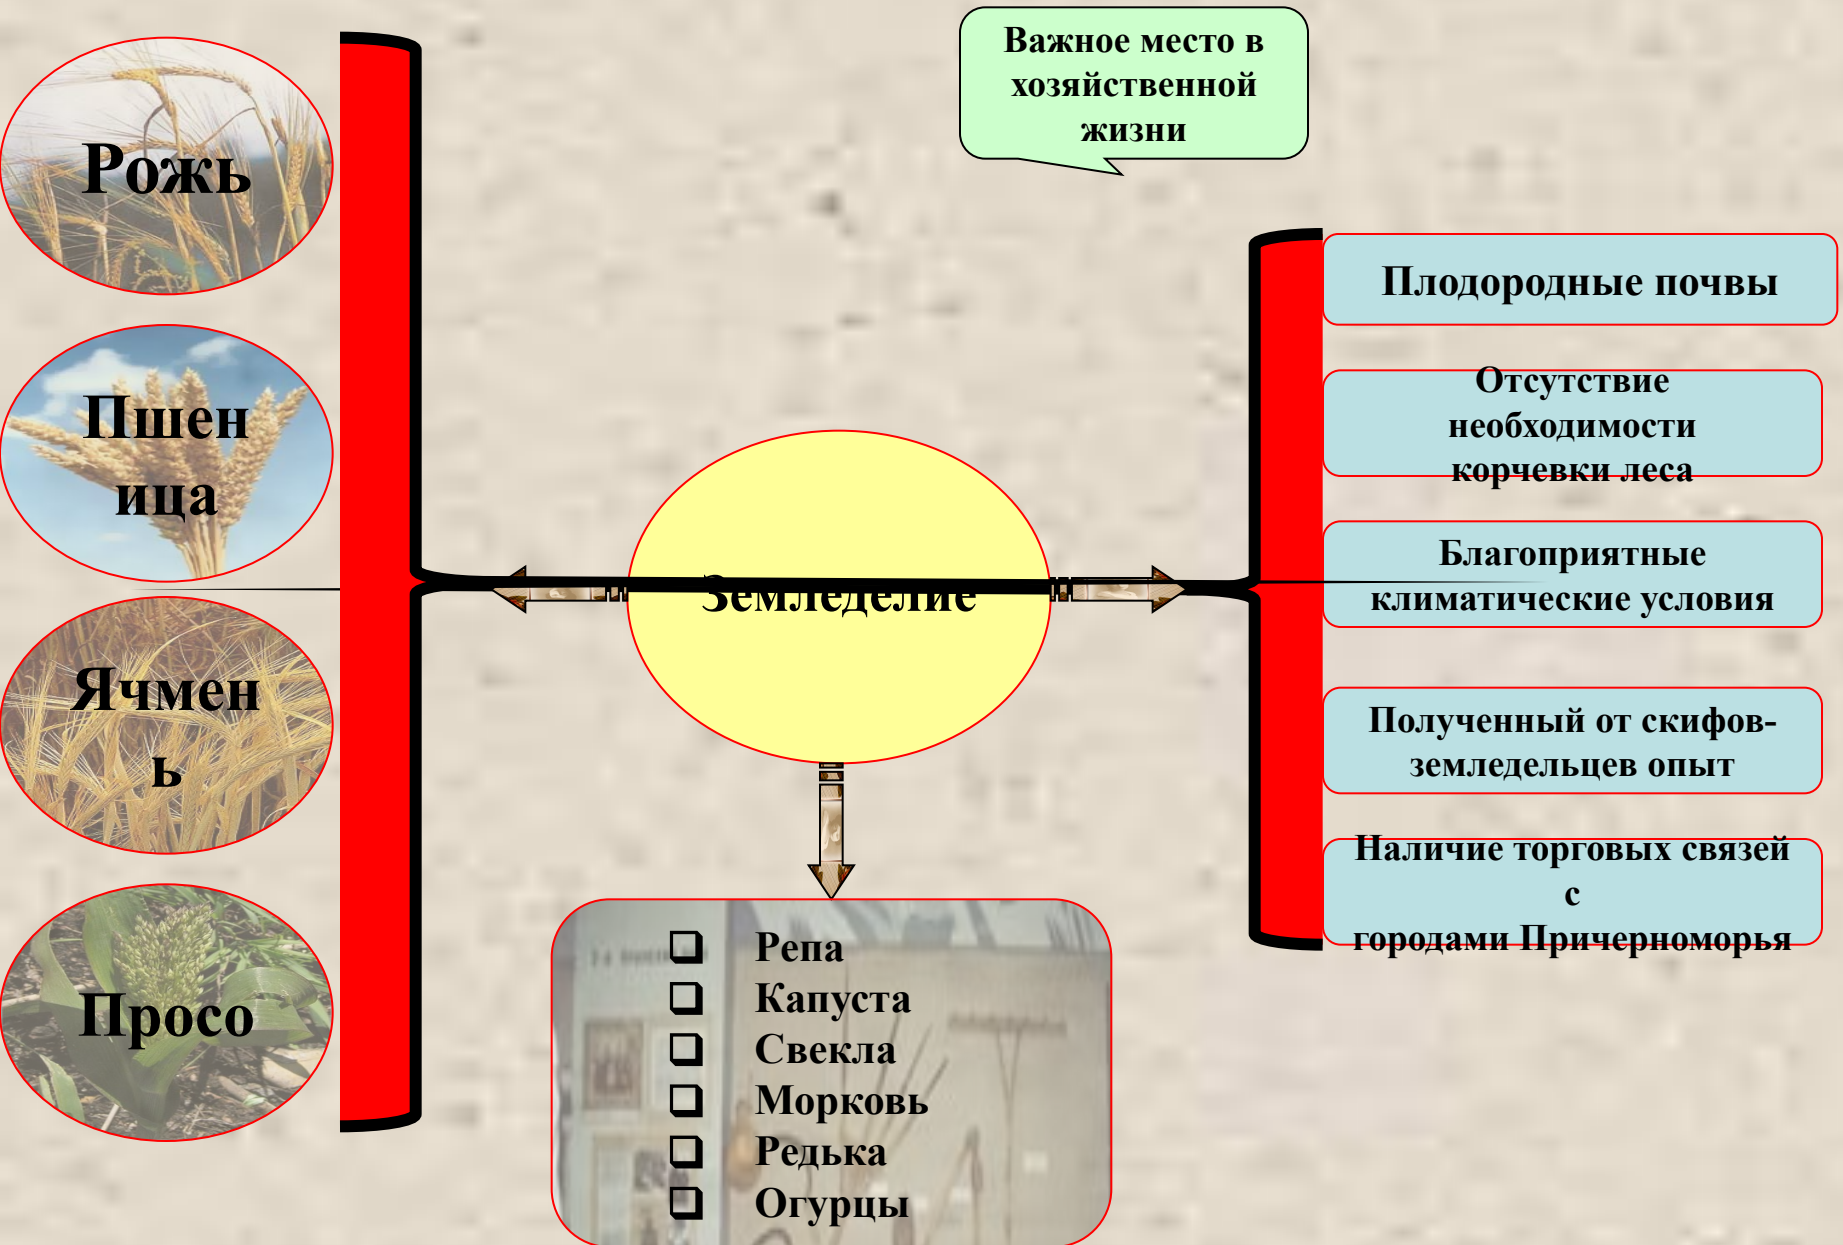 Важное место в
хозяйственной
жизни
Рожь
Пшен
ица
Ячмен
ь
Просо
Земледелие
Плодородные почвы
Отсутствие
необходимости
корчевки леса
Благоприятные
климатические условия
Полученный от скифов-
земледельцев опыт
Наличие торговых связей
с
городами Причерноморья
❑ Репа
❑ Капуста
❑ Свекла
❑ Морковь
❑ Редька
❑ Огурцы